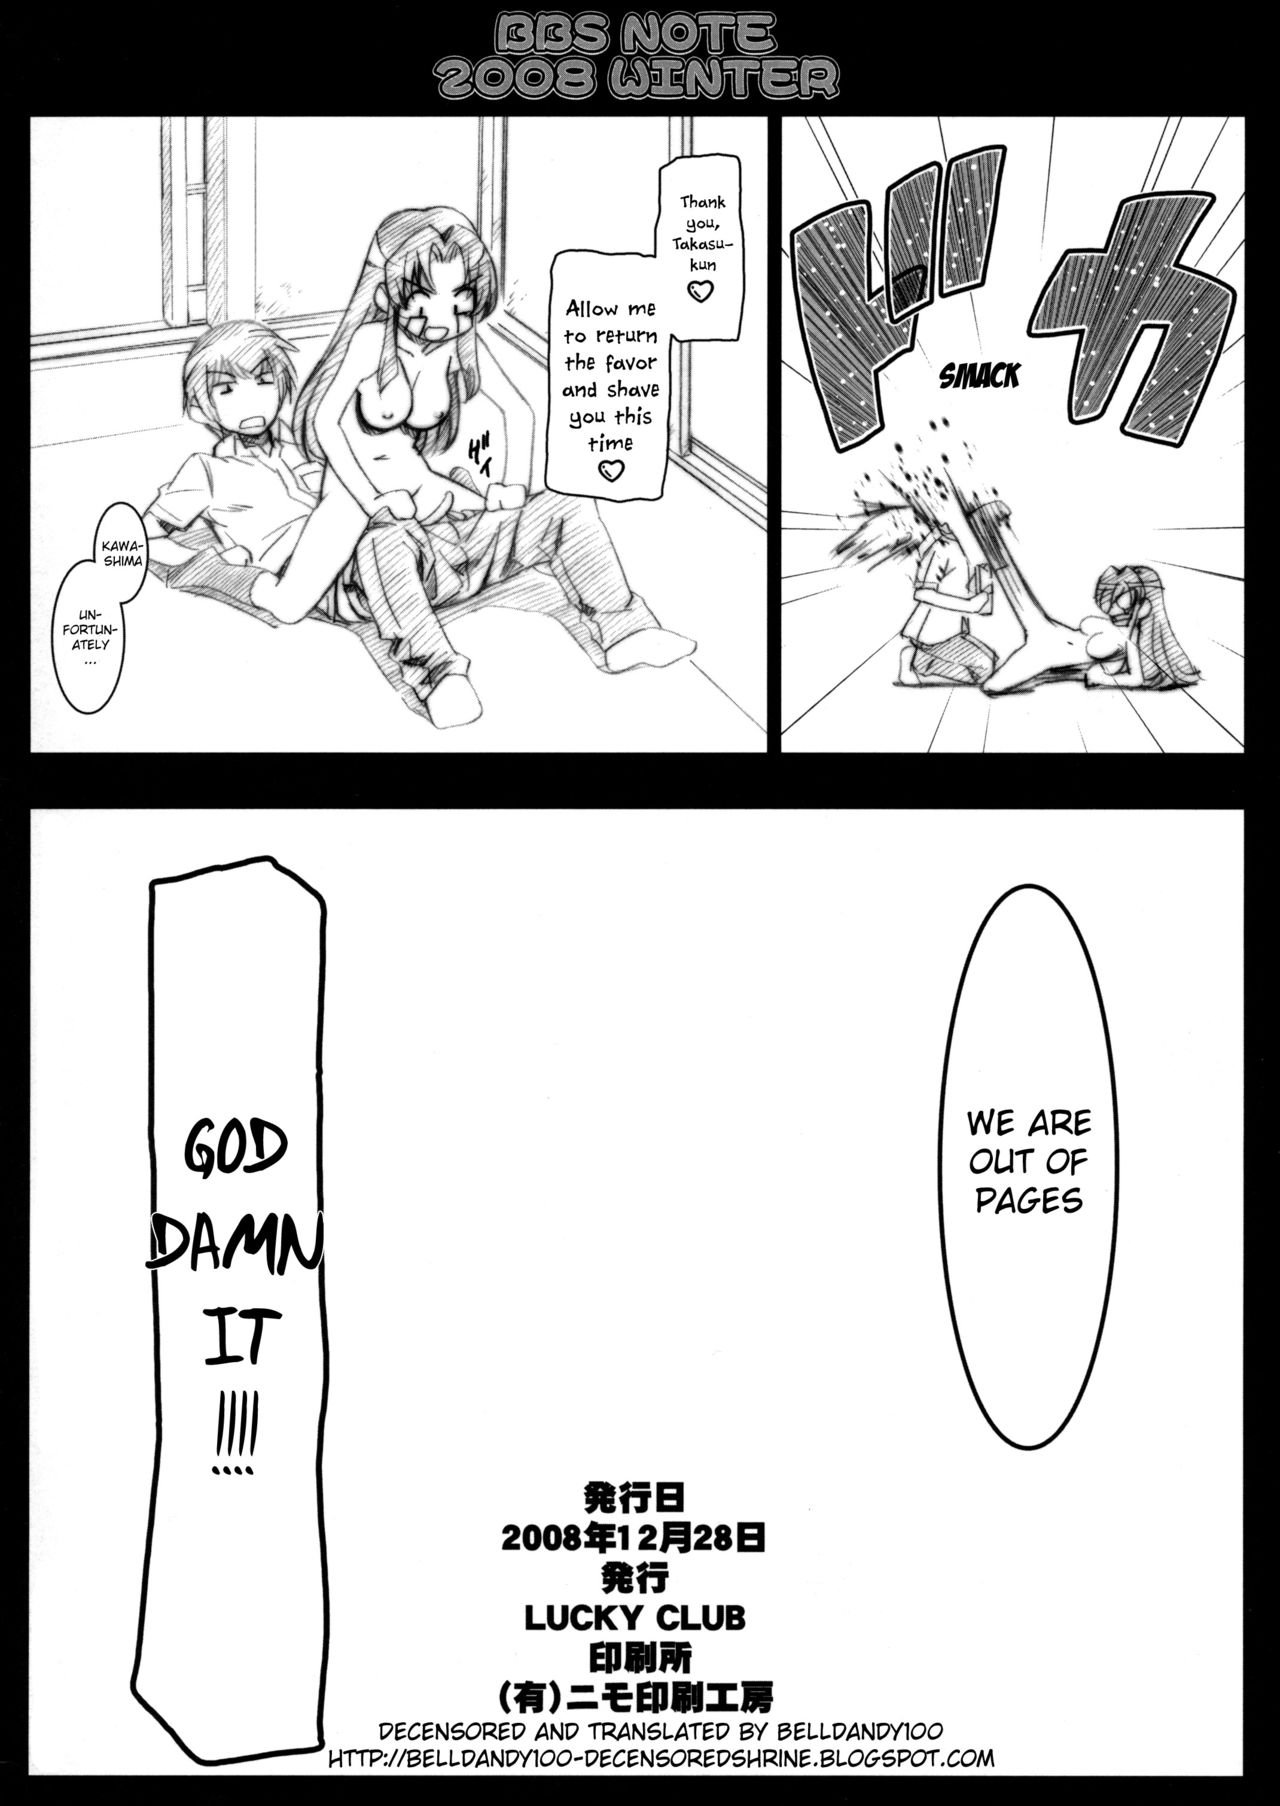 BBS NOTE
2008 WINTER
ドカ
SMACK
Thank
you,
Takasu-
kun
♡
Allow me
to return
the favor
and shave
you this
time
♡
KAWA-
SHIMA
UN-
FORTUN-
ATELY
...
WE ARE
OUT OF
PAGES
GOD
DAMN
IT
!!!!
発行日
2008年12月28日
発行
LUCKY CLUB
印刷所
(有)ニモ印刷工房
DECENSORED AND TRANSLATED BY BELLDANDY100
HTTP://BELLDANDY100-DECENSOREDSHRINE.BLOGSPOT.COM